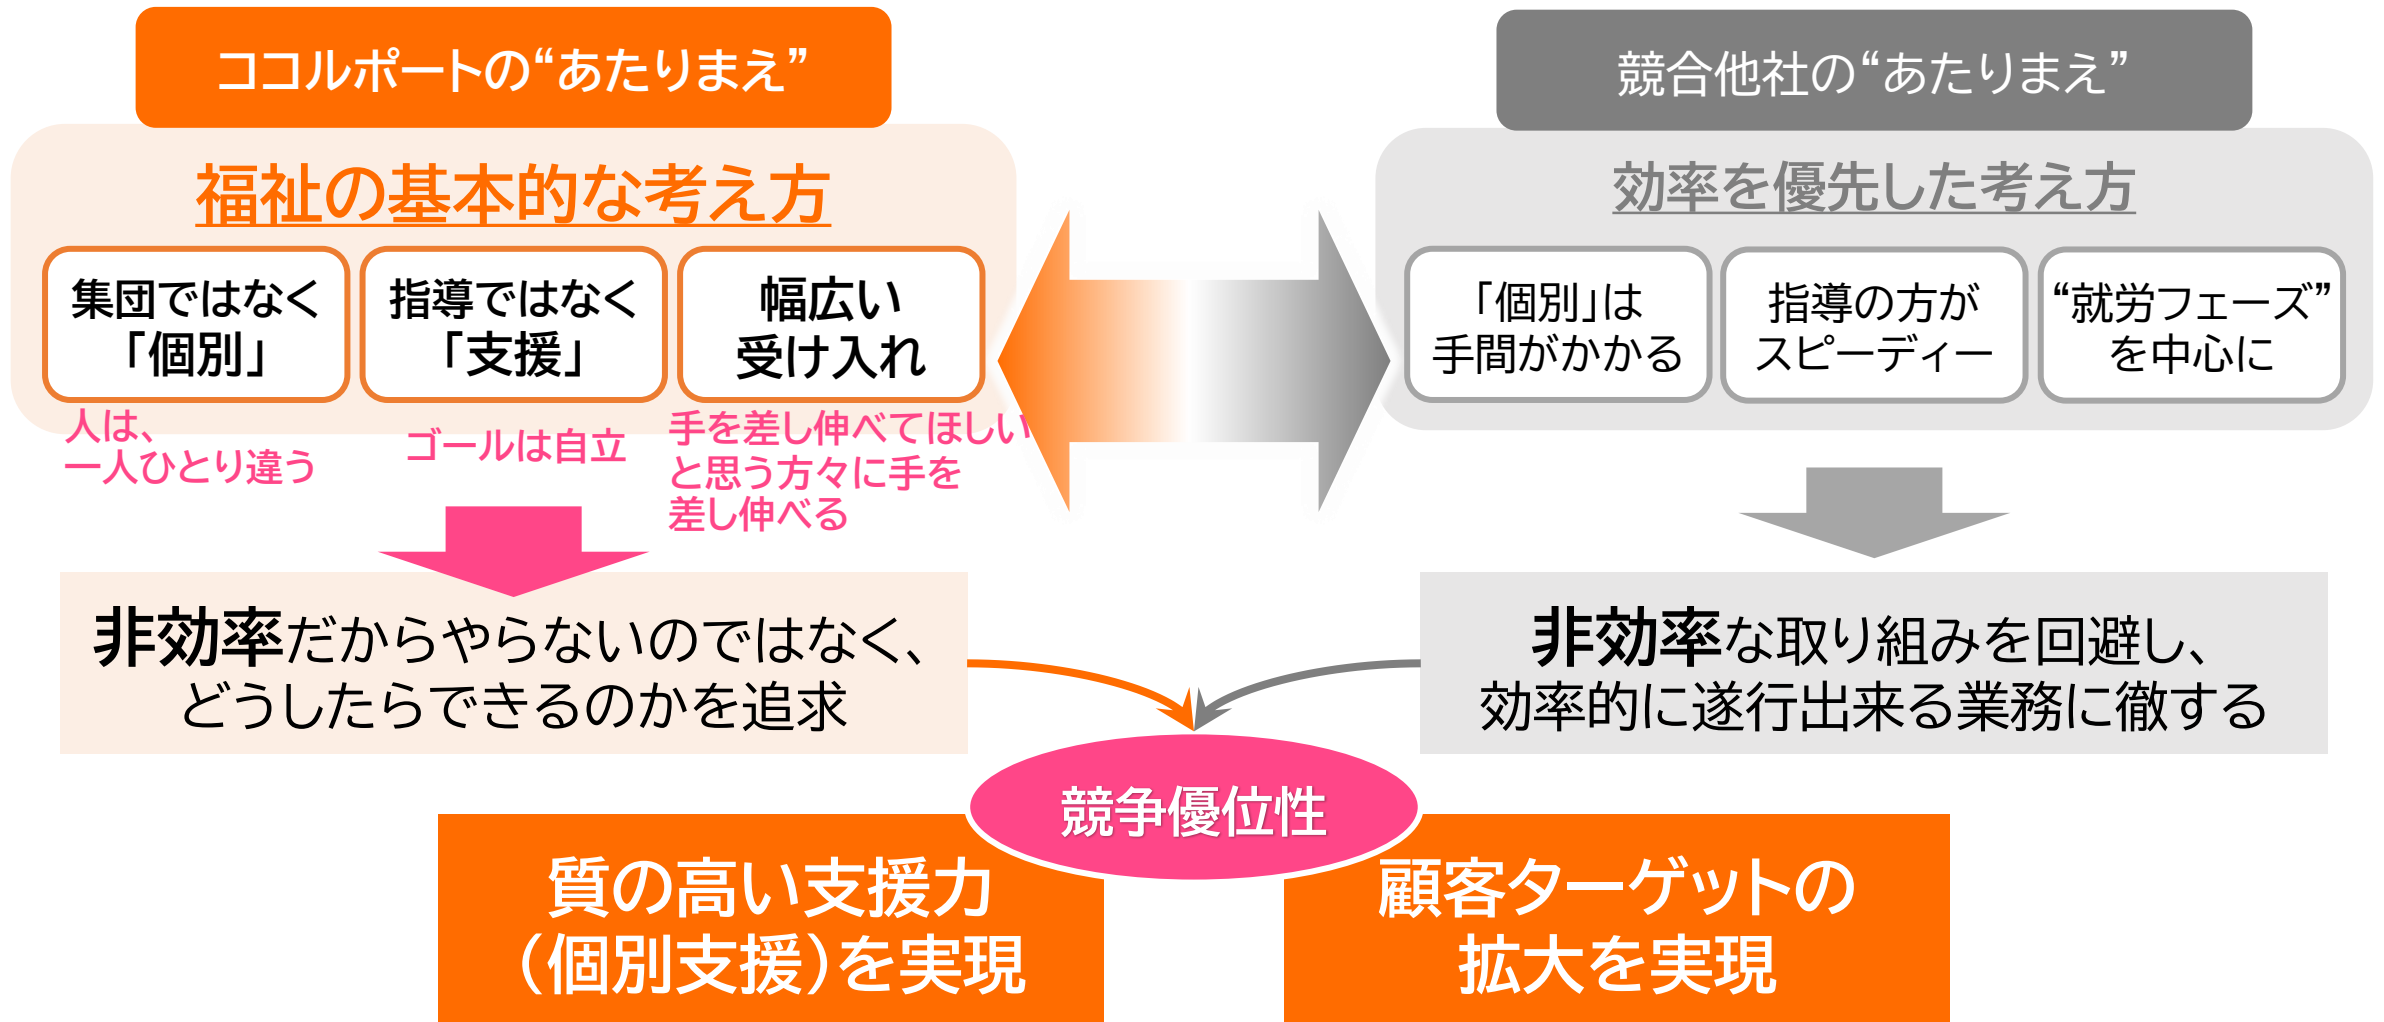 ココルポートの“あたりまえ”
福祉の基本的な考え方
集団ではなく
「個別」
指導ではなく
「支援」
幅広い
受け入れ
人は、
一人ひとり違う
ゴールは自立
手を差し伸べてほしい
と思う方々に手を
差し伸べる
非効率だからやらないのではなく、
どうしたらできるのかを追求
競合他社の“あたりまえ”
効率を優先した考え方
「個別」は
手間がかかる
指導の方が
スピーディー
“就労フェーズ”
を中心に
非効率な取り組みを回避し、
効率的に遂行出来る業務に徹する
競争優位性
質の高い支援力
（個別支援）を実現
顧客ターゲットの
拡大を実現